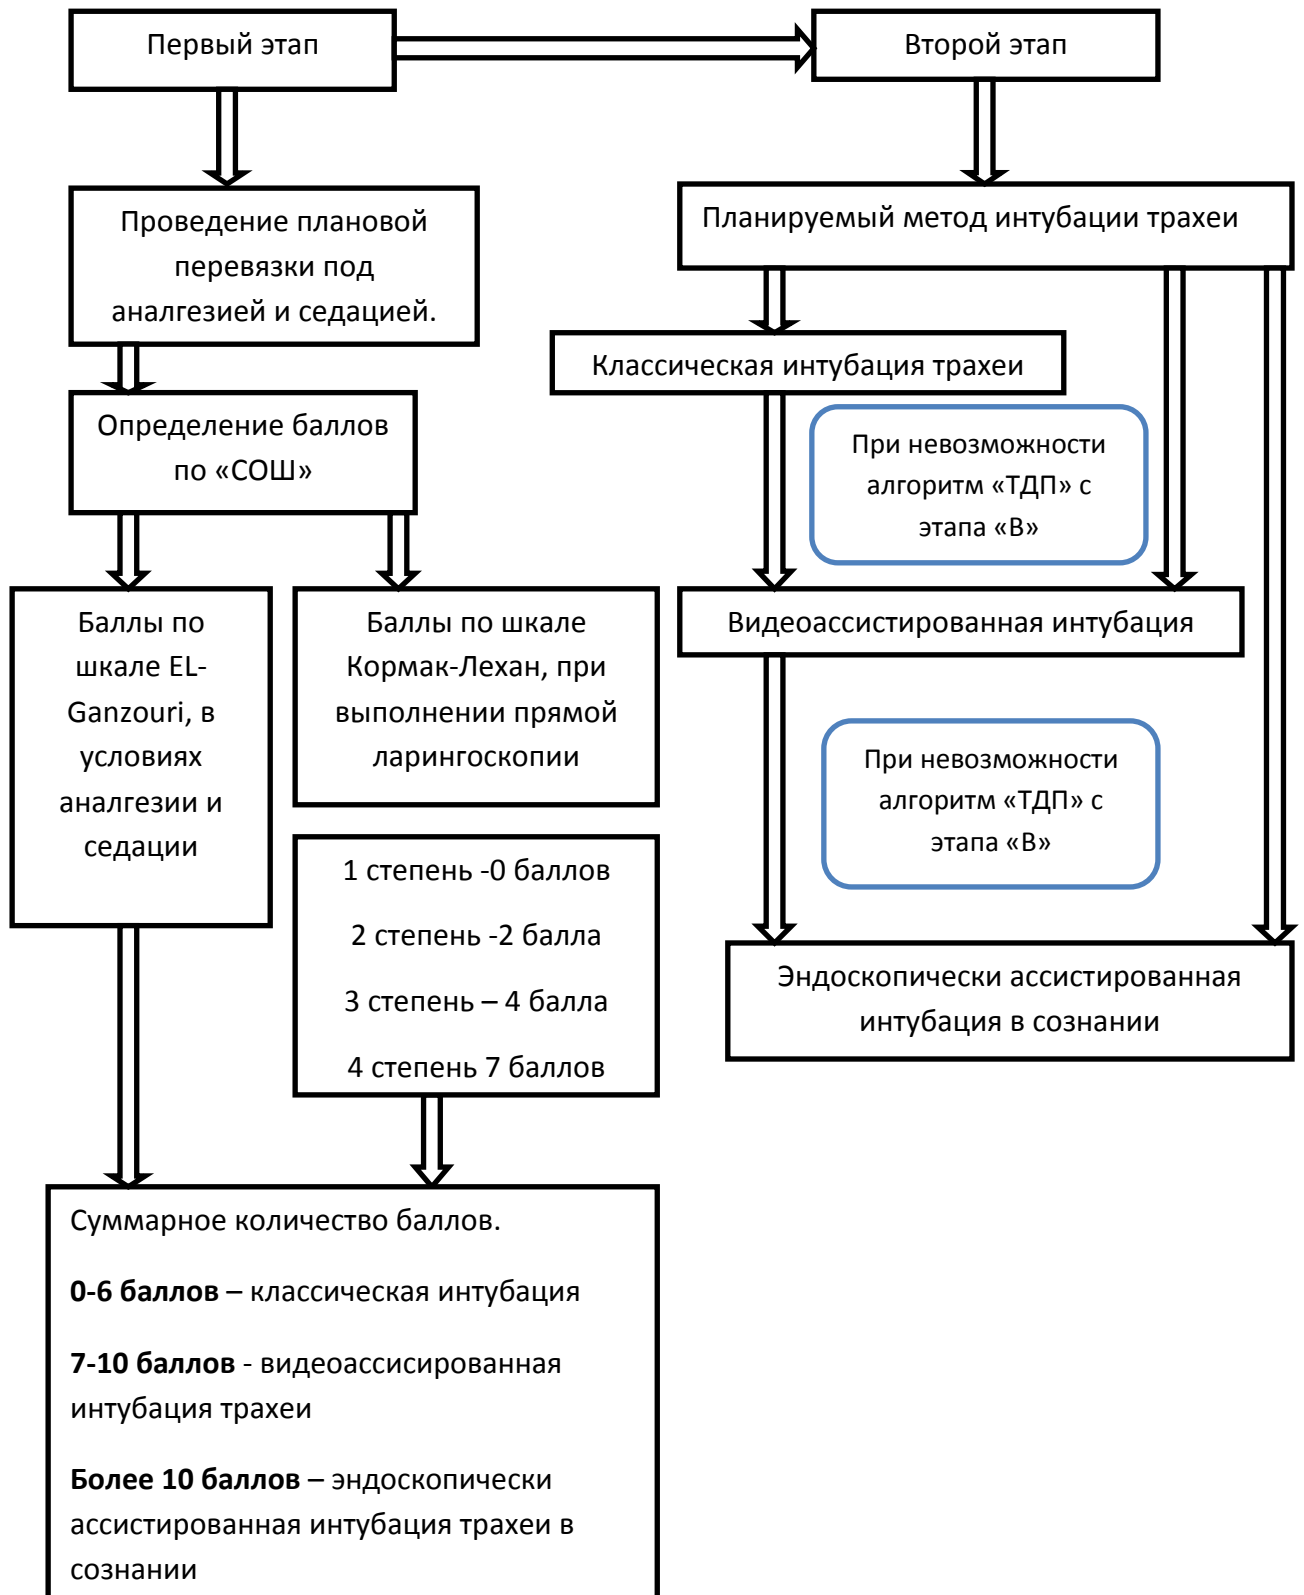 Первый этап
Второй этап
Проведение плановой
перевязки под
аналгезией и седацией.
Определение баллов
по «СОШ»
Баллы по
шкале EL-
Ganzouri, в
условиях
аналгезии и
седации
Баллы по шкале
Кормак-Лехан, при
выполнении прямой
ларингоскопии
1 степень -0 баллов
2 степень -2 балла
3 степень – 4 балла
4 степень 7 баллов
Суммарное количество баллов.
0-6 баллов – классическая интубация
7-10 баллов - видеоассисированная
интубация трахеи
Более 10 баллов – эндоскопически
ассистированная интубация трахеи в
сознании
Планируемый метод интубации трахеи
Классическая интубация трахеи
При невозможности
алгоритм «ТДП» с
этапа «В»
Видеоассистированная интубация
При невозможности
алгоритм «ТДП» с
этапа «В»
Эндоскопически ассистированная
интубация в сознании